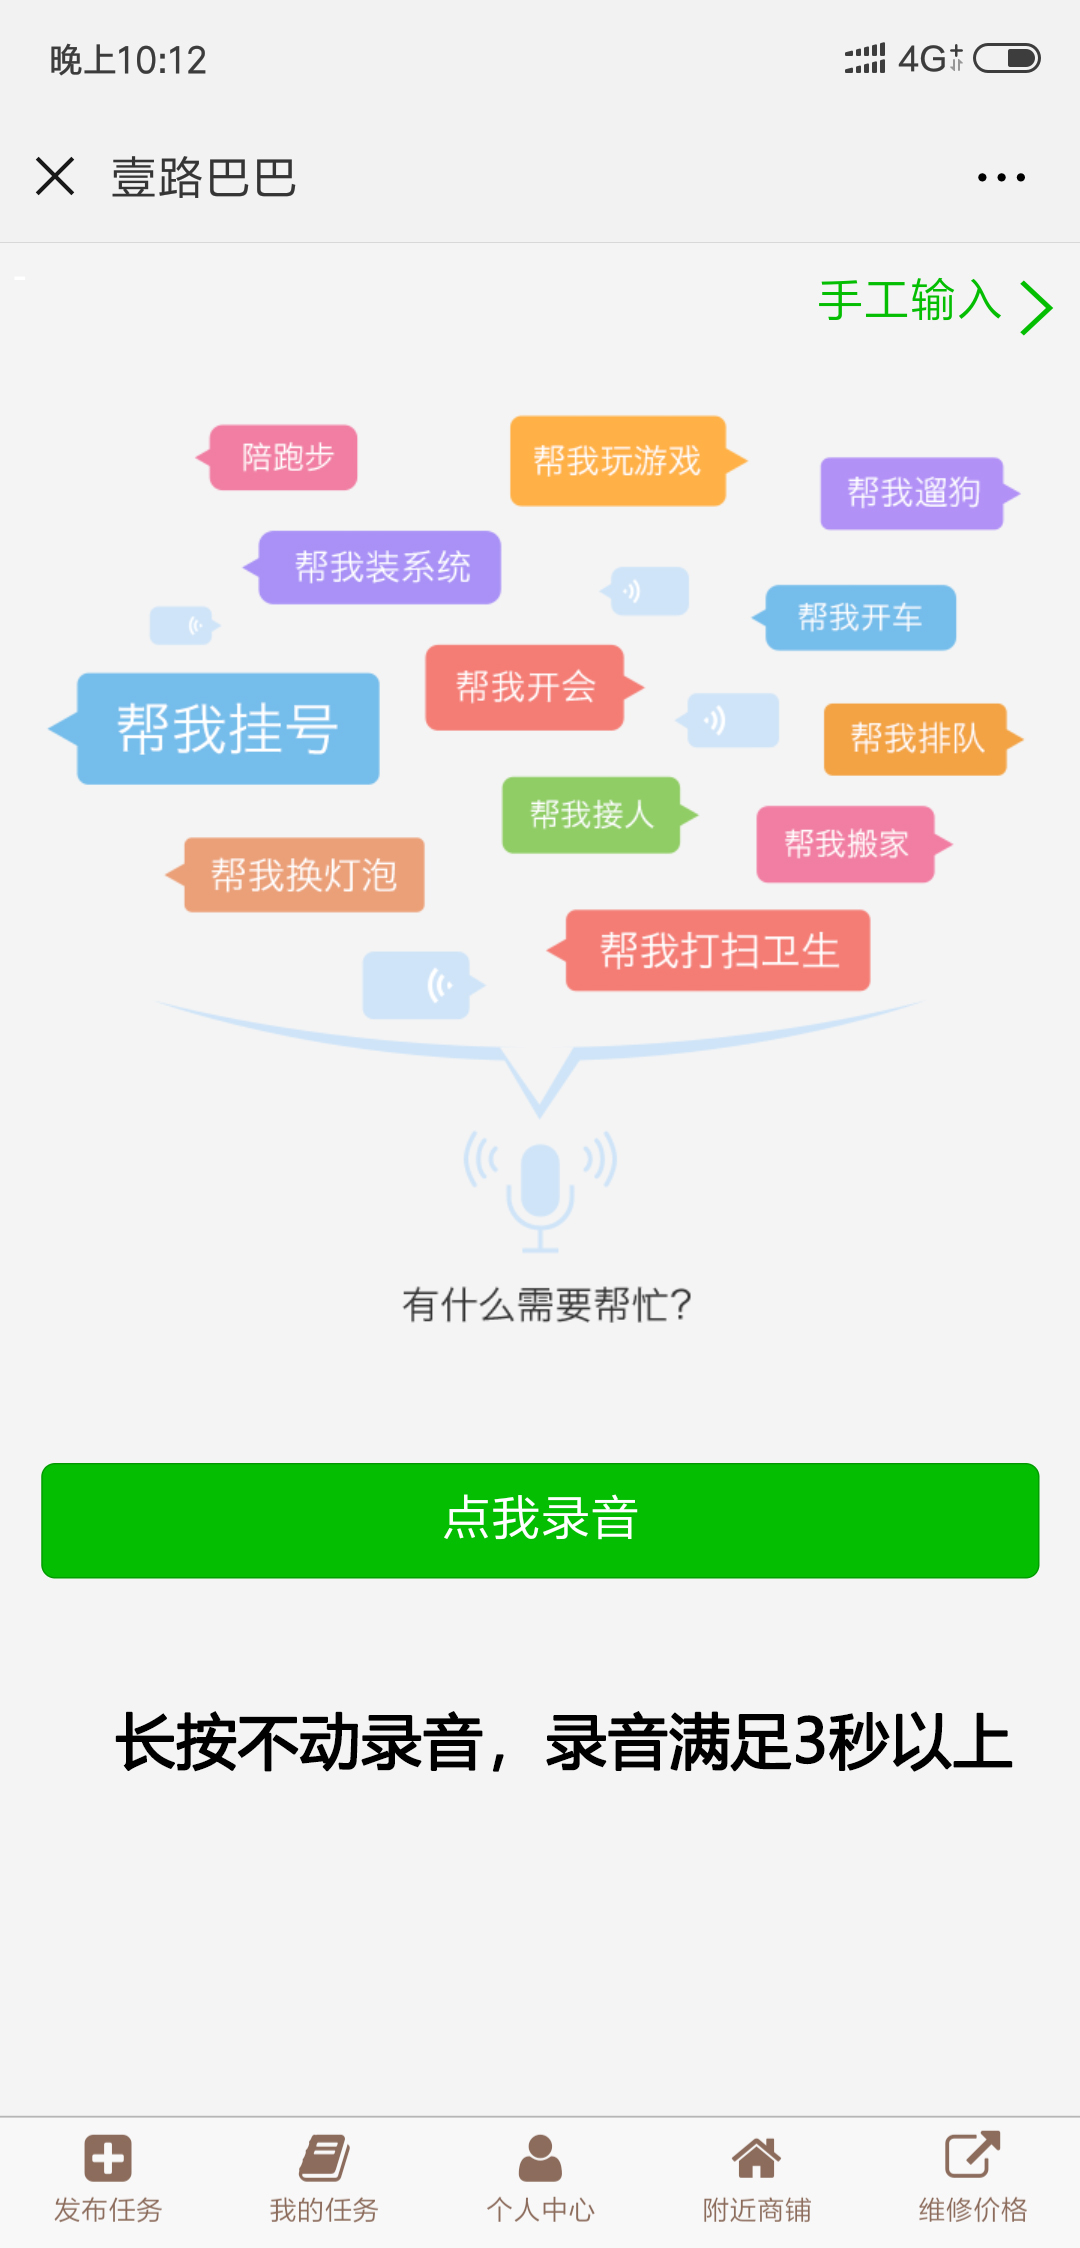 晚上10:12
4G+
壹路巴巴
手工输入
陪跑步
帮我玩游戏
帮我遛狗
帮我装系统
帮我开车
帮我开会
帮我挂号
帮我排队
帮我接人
帮我搬家
帮我换灯泡
帮我打扫卫生
有什么需要帮忙?
点我录音
长按不动录音，录音满足3秒以上
发布任务
我的任务
个人中心
附近商铺
维修价格